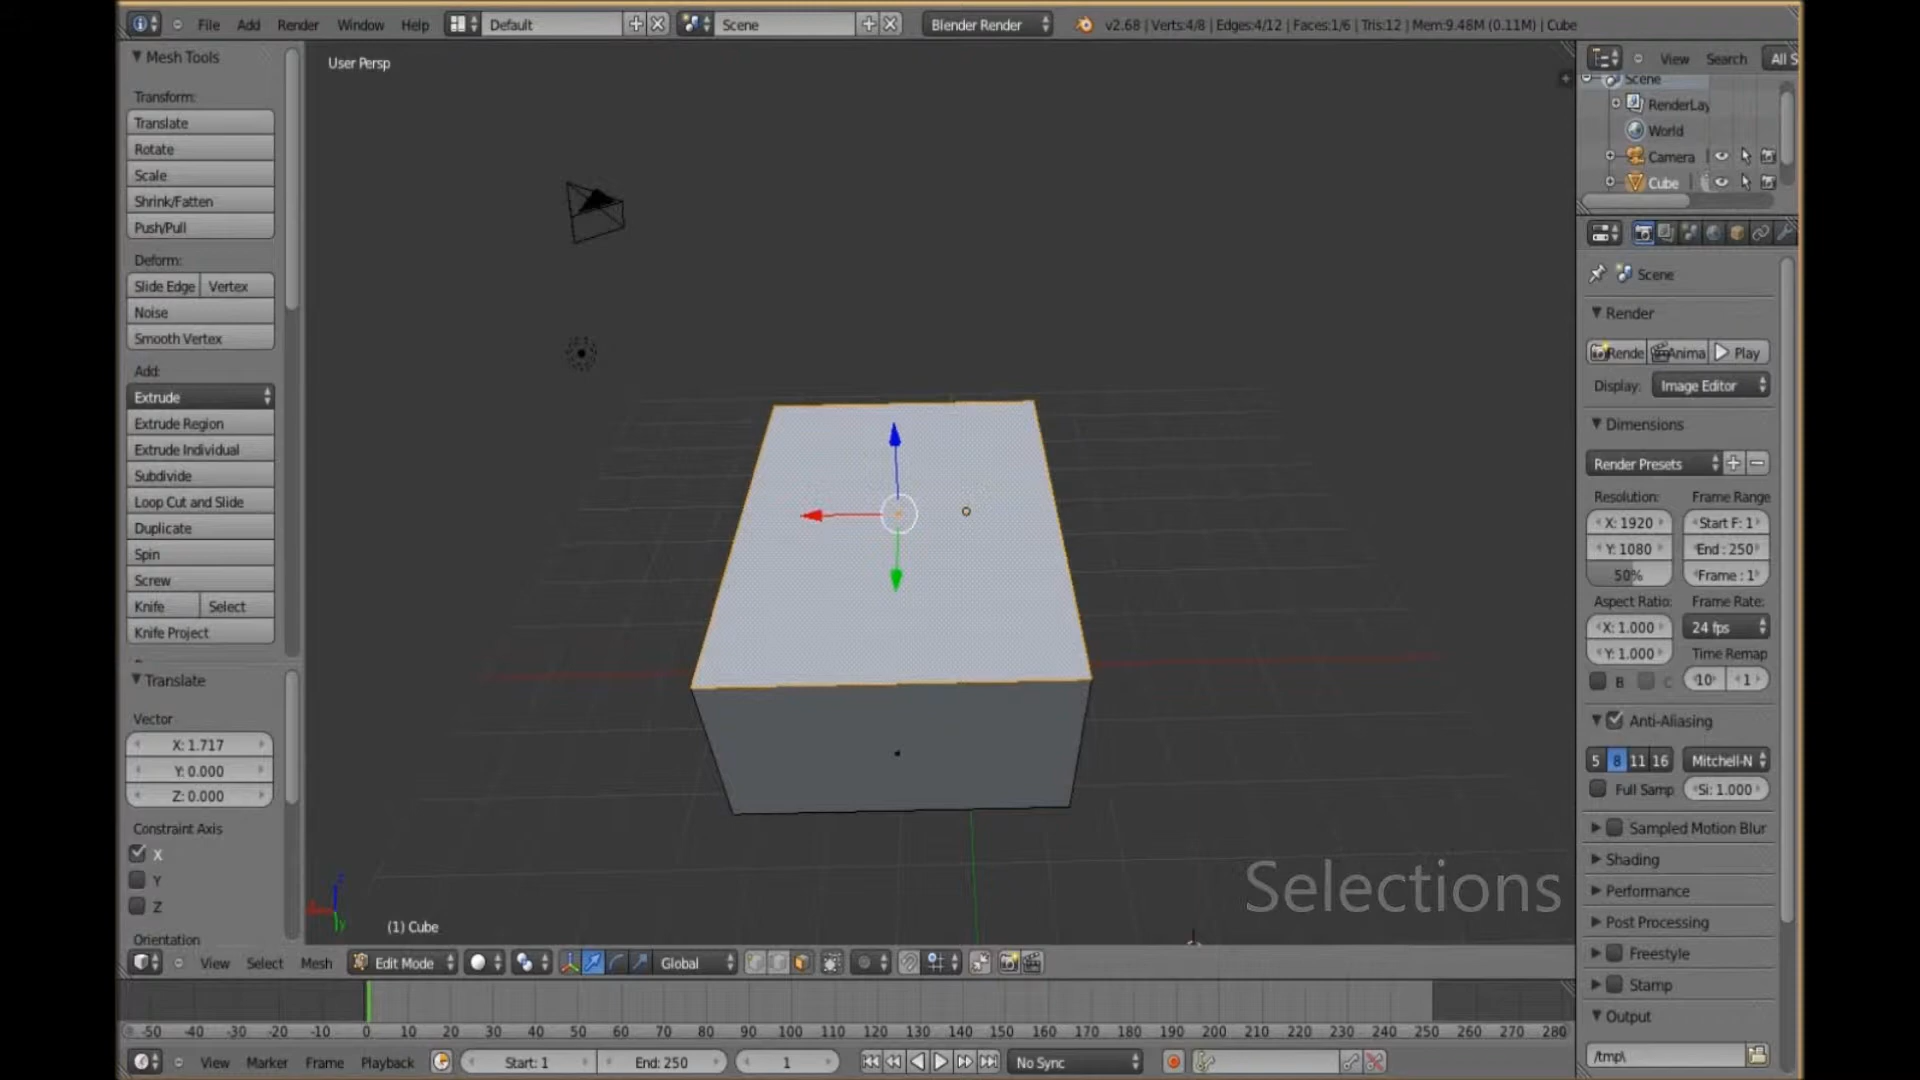 File Add Render Window Help Default Scene Blender Render v2.68 | Verts:4/8 | Edges:4/12 | Faces:1/6 | Tris:12 | Mem:9.48M (0.11M) | Cube
Mesh Tools
Transform:
Translate
Rotate
Scale
Shrink/Fatten
Push/Pull
Deform:
Slide Edge Vertex
Noise
Smooth Vertex
Add:
Extrude
Extrude Region
Extrude Individual
Subdivide
Loop Cut and Slide
Duplicate
Spin
Screw
Knife Select
Knife Project
Translate
Vector
X: 1.717
Y: 0.000
Z: 0.000
Constraint Axis
X
Y
Z
Orientation
User Persp
Selections
(1) Cube
View Search All S
Scene
RenderLay
World
Camera
Cube
Scene
Render
Rende Anima Play
Display: Image Editor
Dimensions
Render Presets
Resolution: Frame Range
X: 1920 Start F: 1
Y: 1080 End : 250
50% Frame : 1
Aspect Ratio: Frame Rate:
X: 1.000 24 fps
Y: 1.000 Time Remap
B C 10 1
Anti-Aliasing
5 8 11 16 Mitchell-N
Full Samp Si: 1.000
Sampled Motion Blur
Shading
Performance
Post Processing
Freestyle
Stamp
Output
/tmp\
View Select Mesh Edit Mode Global
-50 -40 -30 -20 -10 0 10 20 30 40 50 60 70 80 90 100 110 120 130 140 150 160 170 180 190 200 210 220 230 240 250 260 270 280
View Marker Frame Playback Start: 1 End: 250 1 No Sync